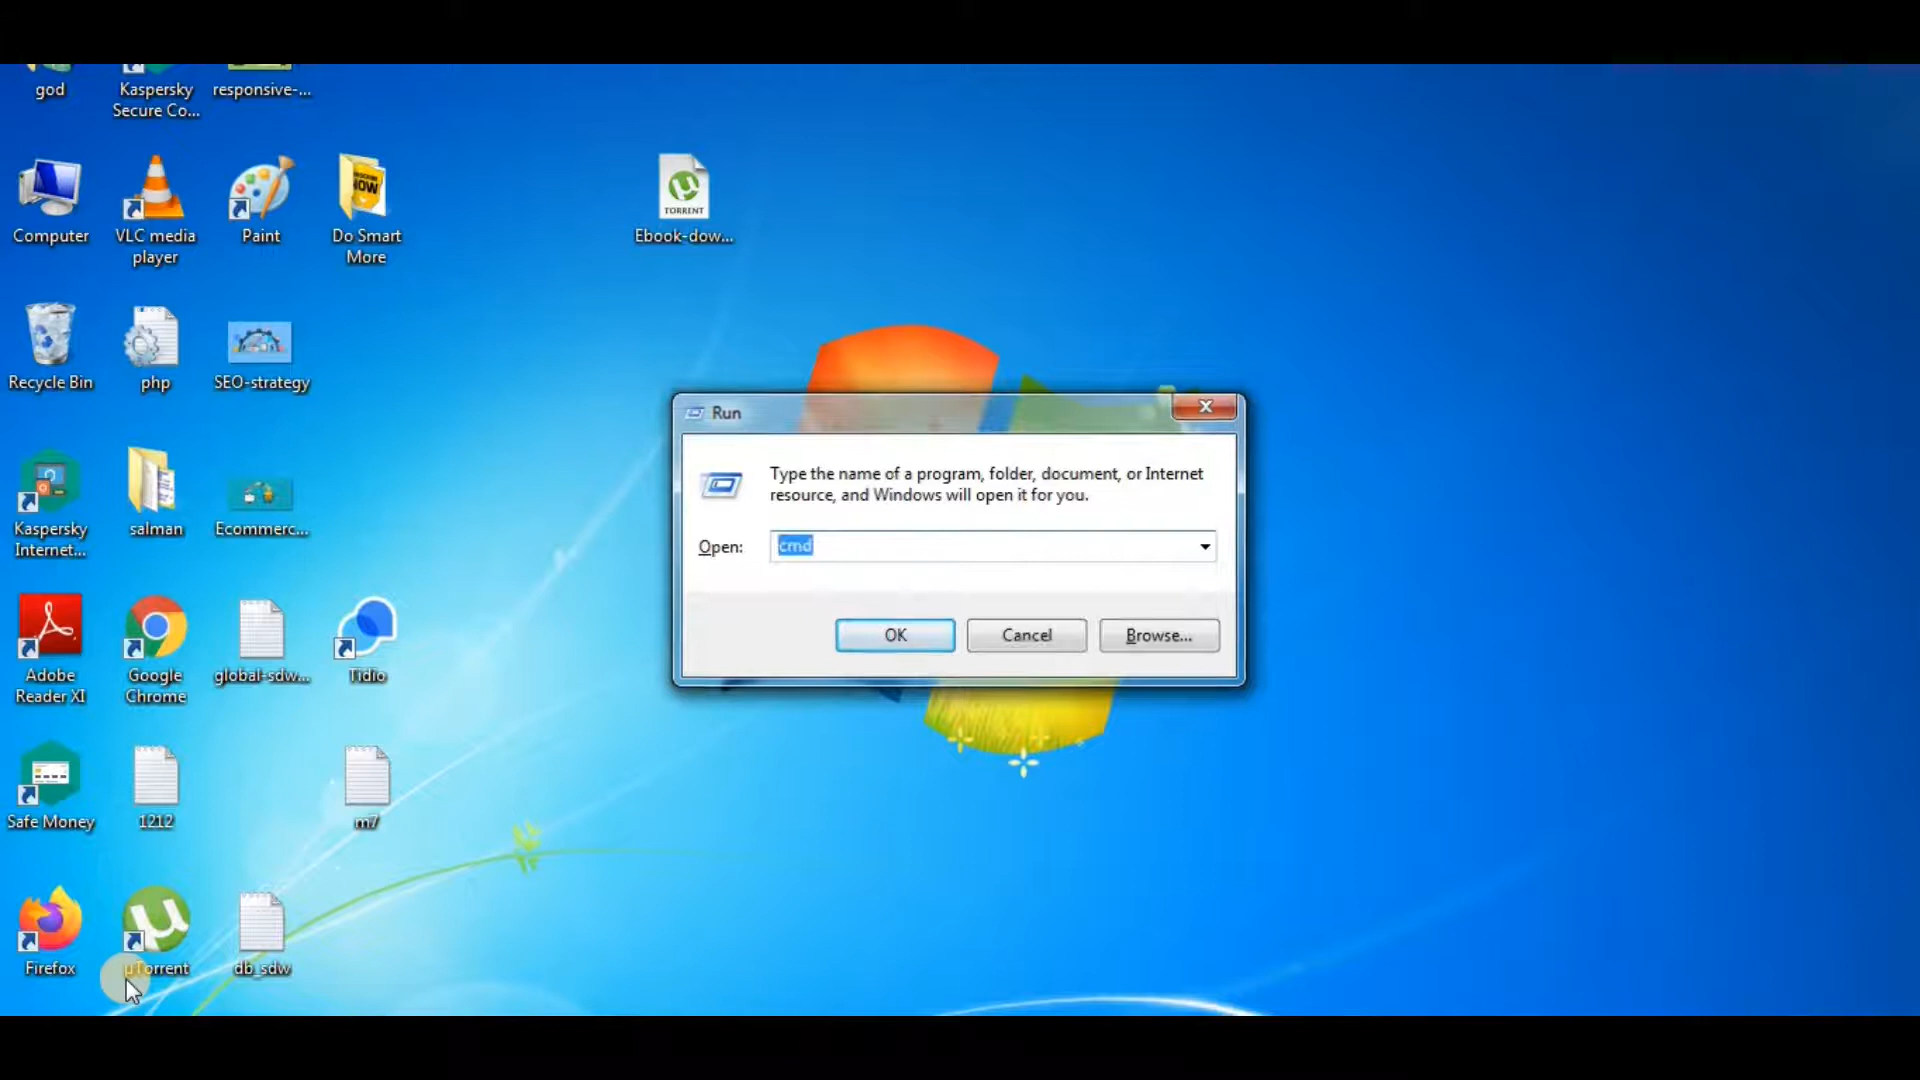 god
Kaspersky
Secure Co...
responsive-...
Computer
VLC media
player
Paint
NOW
Do Smart
More
TORRENT
Ebook-dow...
Recycle Bin
php
SEO-strategy
Kaspersky
Internet...
salman
Ecommerc...
Adobe
Reader XI
Google
Chrome
global-sdw...
Tidio
Safe Money
1212
m7
Firefox
µTorrent
db_sdw
Run
Type the name of a program, folder, document, or Internet
resource, and Windows will open it for you.
Open:
cmd
OK
Cancel
Browse...